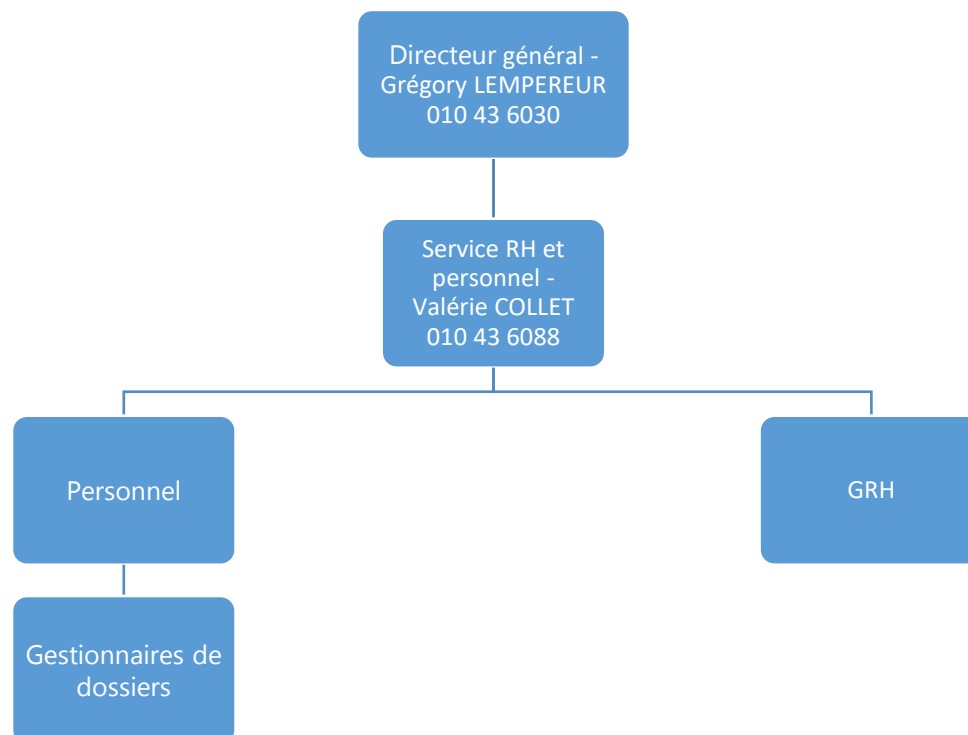 Directeur général -
Grégory LEMPEREUR
010 43 6030
Service RH et
personnel -
Valérie COLLET
010 43 6088
Personnel
GRH
Gestionnaires de
dossiers